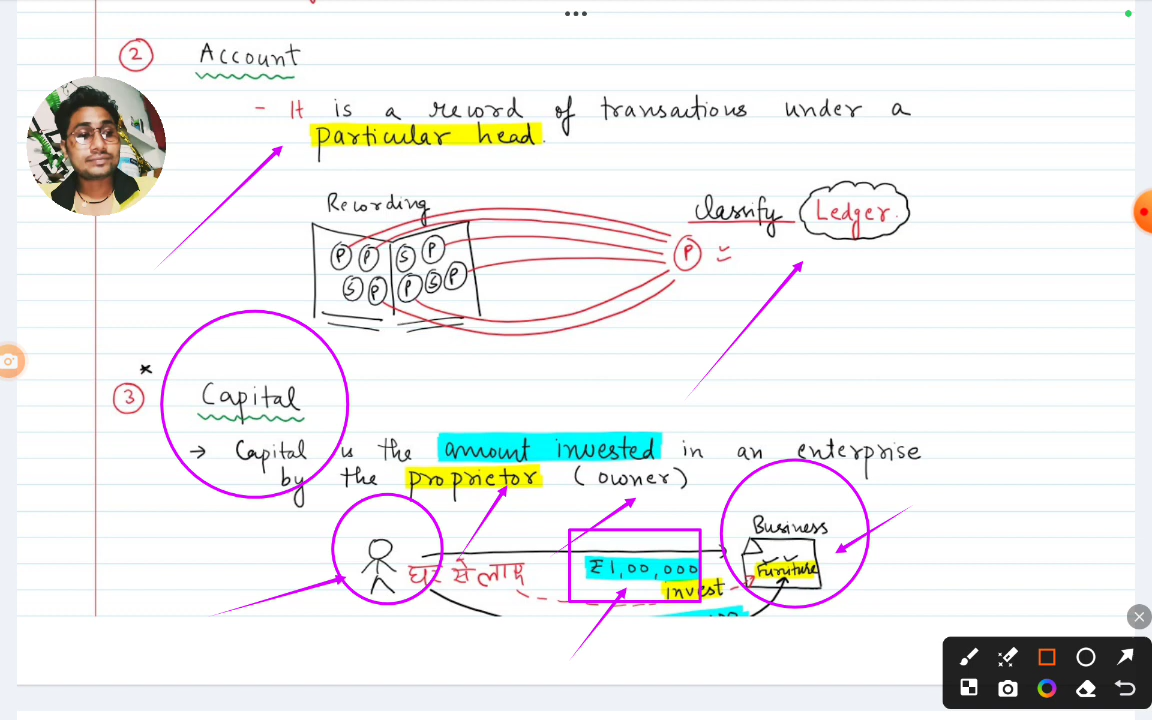 2 Account
- It is a record of transactions under a
particular head.
Recording
classify Ledger.
P P S P
S P P S P
P
3 Capital
→ Capital is the amount invested in an enterprise
by the proprietor (owner)
Business
Furniture
घर से लाए
₹1,00,000
invest